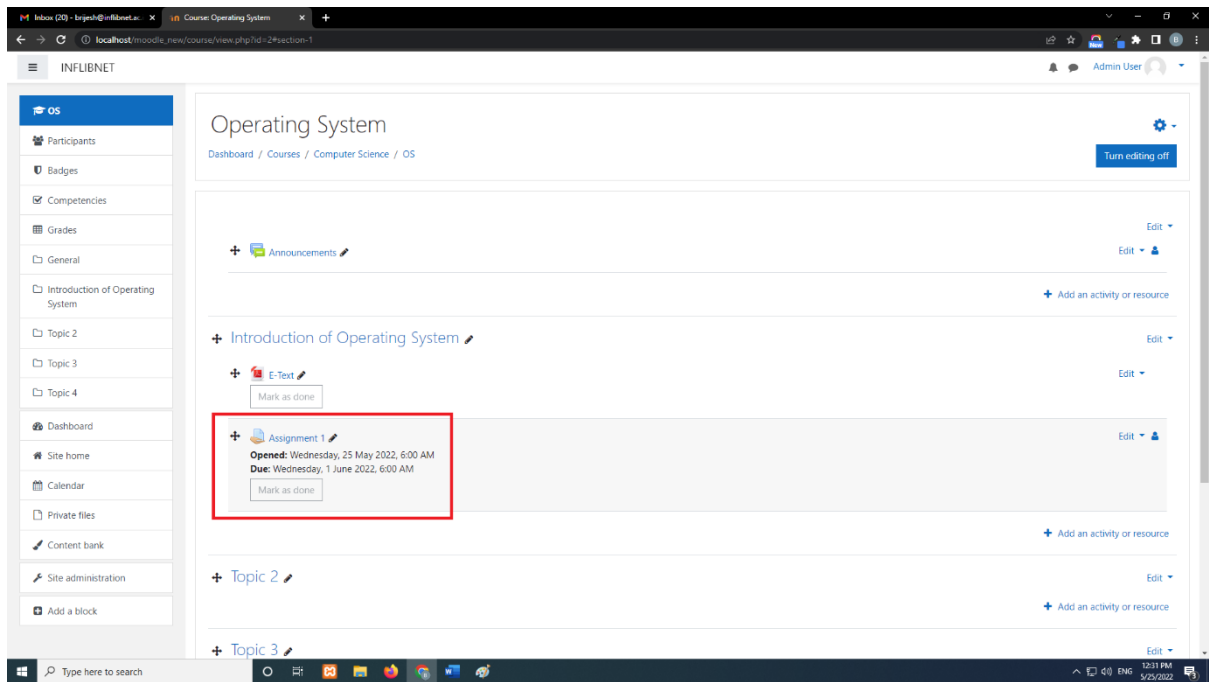 Inbox (20) - brijesh@inflibnet.ac.
Course: Operating System
localhost/moodle_new/course/view.php?id=2#section-1
New
B
INFLIBNET
Admin User
OS
Participants
Badges
Competencies
Grades
General
Introduction of Operating
System
Topic 2
Topic 3
Topic 4
Dashboard
Site home
Calendar
Private files
Content bank
Site administration
Add a block
Operating System
Dashboard / Courses / Computer Science / OS
Turn editing off
Edit
Announcements
Edit
+ Add an activity or resource
Introduction of Operating System
Edit
E-Text
Edit
Mark as done
Assignment 1
Edit
Opened: Wednesday, 25 May 2022, 6:00 AM
Due: Wednesday, 1 June 2022, 6:00 AM
Mark as done
+ Add an activity or resource
Topic 2
Edit
+ Add an activity or resource
Topic 3
Edit
Type here to search
ENG
12:31 PM
5/25/2022